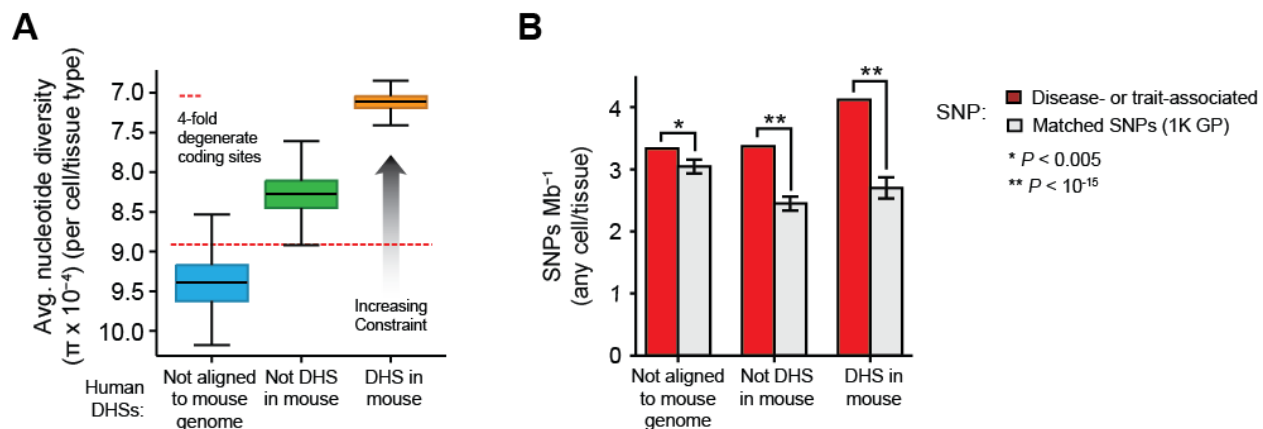 A
Avg. nucleotide diversity
(π x 10⁻⁴) (per cell/tissue type)
7.0
7.5
8.0
8.5
9.0
9.5
10.0
4-fold
degenerate
coding sites
Increasing
Constraint
Human
DHSs:
Not aligned
to mouse
genome
Not DHS
in mouse
DHS in
mouse
B
SNPs Mb⁻¹
(any cell/tissue)
4
3
2
1
0
*
**
**
Not aligned
to mouse
genome
Not DHS
in mouse
DHS in
mouse
SNP:
Disease- or trait-associated
Matched SNPs (1K GP)
* P < 0.005
** P < 10⁻¹⁵